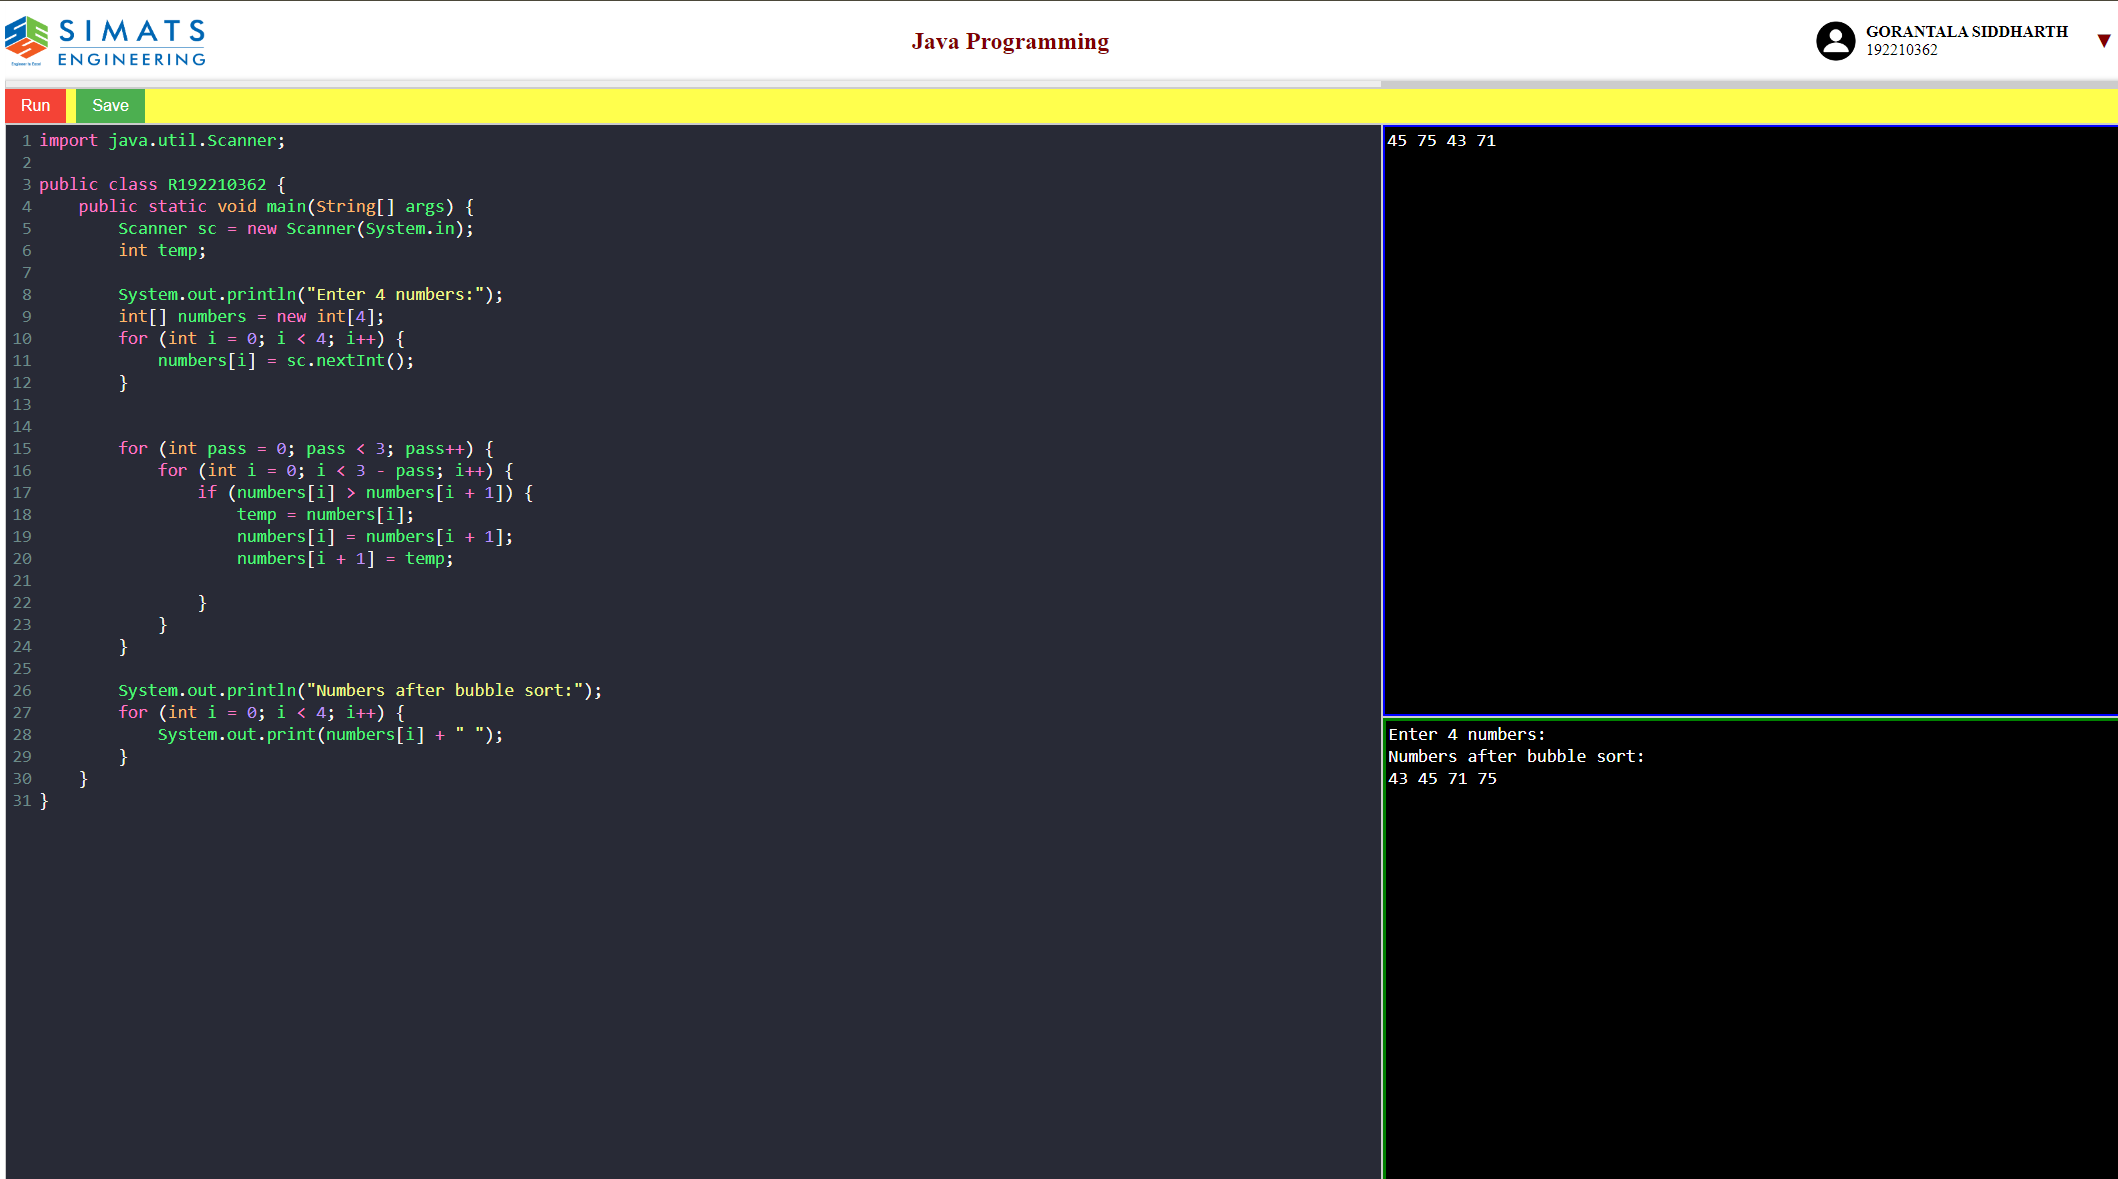 SIMATS
ENGINEERING
Engineer to Excel
Java Programming
GORANTALA SIDDHARTH
192210362
▼
Run Save
1 import java.util.Scanner;
2
3 public class R192210362 {
4     public static void main(String[] args) {
5         Scanner sc = new Scanner(System.in);
6         int temp;
7
8         System.out.println("Enter 4 numbers:");
9         int[] numbers = new int[4];
10         for (int i = 0; i < 4; i++) {
11             numbers[i] = sc.nextInt();
12         }
13
14
15         for (int pass = 0; pass < 3; pass++) {
16             for (int i = 0; i < 3 - pass; i++) {
17                 if (numbers[i] > numbers[i + 1]) {
18                     temp = numbers[i];
19                     numbers[i] = numbers[i + 1];
20                     numbers[i + 1] = temp;
21
22                 }
23             }
24         }
25
26         System.out.println("Numbers after bubble sort:");
27         for (int i = 0; i < 4; i++) {
28             System.out.print(numbers[i] + " ");
29         }
30     }
31 }
45 75 43 71
Enter 4 numbers:
Numbers after bubble sort:
43 45 71 75